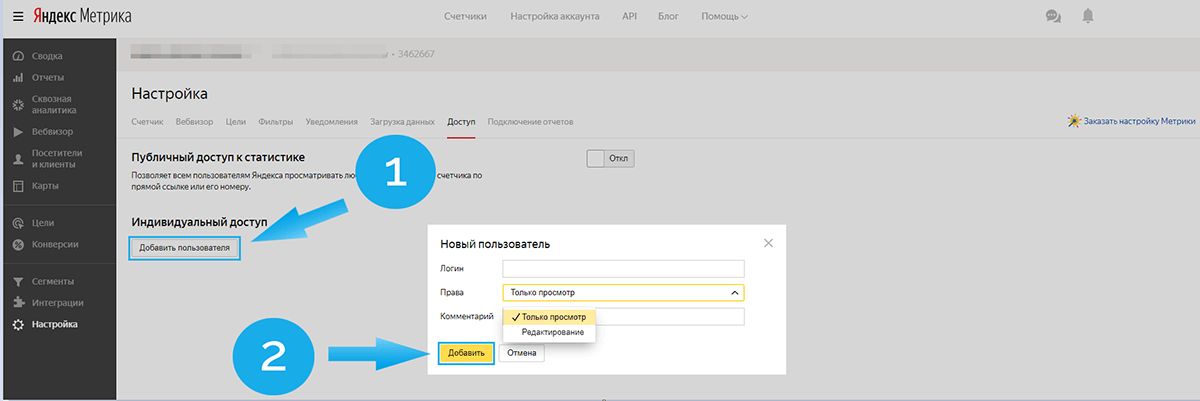 Яндекс Метрика
Счетчики Настройка аккаунта API Блог Помощь
• 3462667
Сводка
Отчеты
Сквозная
аналитика
Вебвизор
Посетители
и клиенты
Карты
Цели
Конверсии
Сегменты
Интеграции
Настройка
Настройка
Счетчик Вебвизор Цели Фильтры Уведомления Загрузка данных Доступ Подключение отчетов
Заказать настройку Метрики
Публичный доступ к статистике
Откл
Позволяет всем пользователям Яндекса просматривать счетчика по
прямой ссылке или его номеру.
1
Индивидуальный доступ
Добавить пользователя
Новый пользователь
Логин
Права Только просмотр
Комментарий
Только просмотр
Редактирование
2
Добавить Отмена